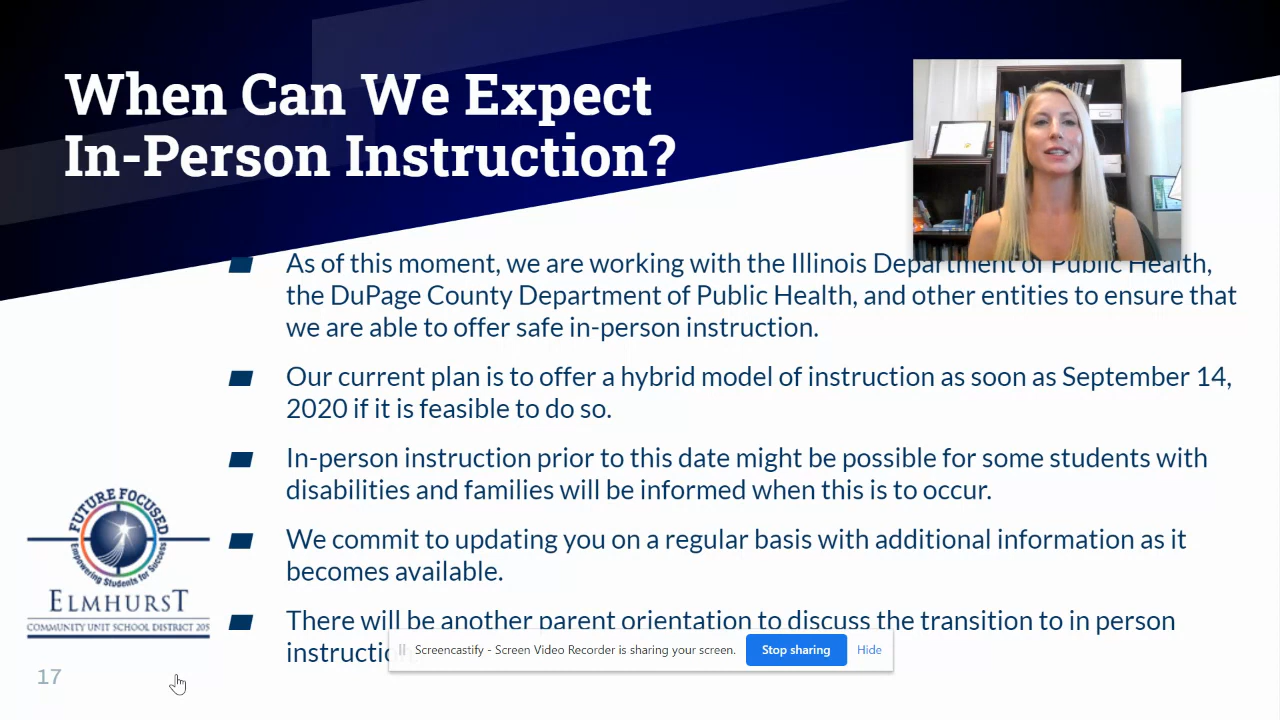 When Can We Expect
In-Person Instruction?
As of this moment, we are working with the Illinois Department of Public Health,
the DuPage County Department of Public Health, and other entities to ensure that
we are able to offer safe in-person instruction.
Our current plan is to offer a hybrid model of instruction as soon as September 14,
2020 if it is feasible to do so.
In-person instruction prior to this date might be possible for some students with
disabilities and families will be informed when this is to occur.
We commit to updating you on a regular basis with additional information as it
becomes available.
There will be another parent orientation to discuss the transition to in person
instruction
Screencastify - Screen Video Recorder is sharing your screen.
Stop sharing
Hide
FUTURE FOCUSED
Empowering Students for Success
ELMHURST
COMMUNITY UNIT SCHOOL DISTRICT 205
17